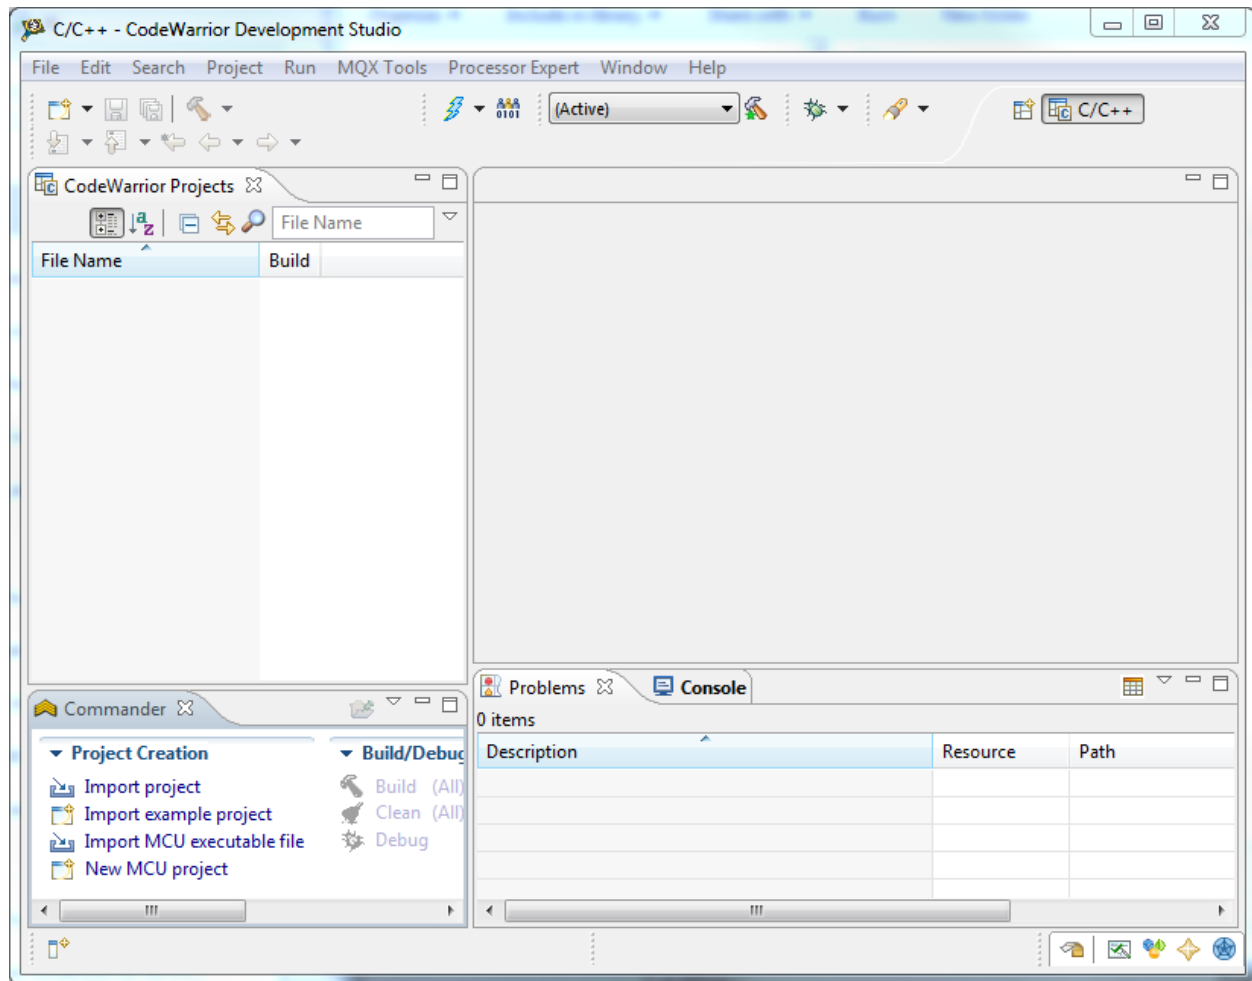 C/C++ - CodeWarrior Development Studio
File Edit Search Project Run MQX Tools Processor Expert Window Help
(Active)
C/C++
CodeWarrior Projects
File Name
File Name Build
Commander
Project Creation
Import project
Import example project
Import MCU executable file
New MCU project
Build/Debug
Build (All)
Clean (All)
Debug
Problems Console
0 items
Description Resource Path